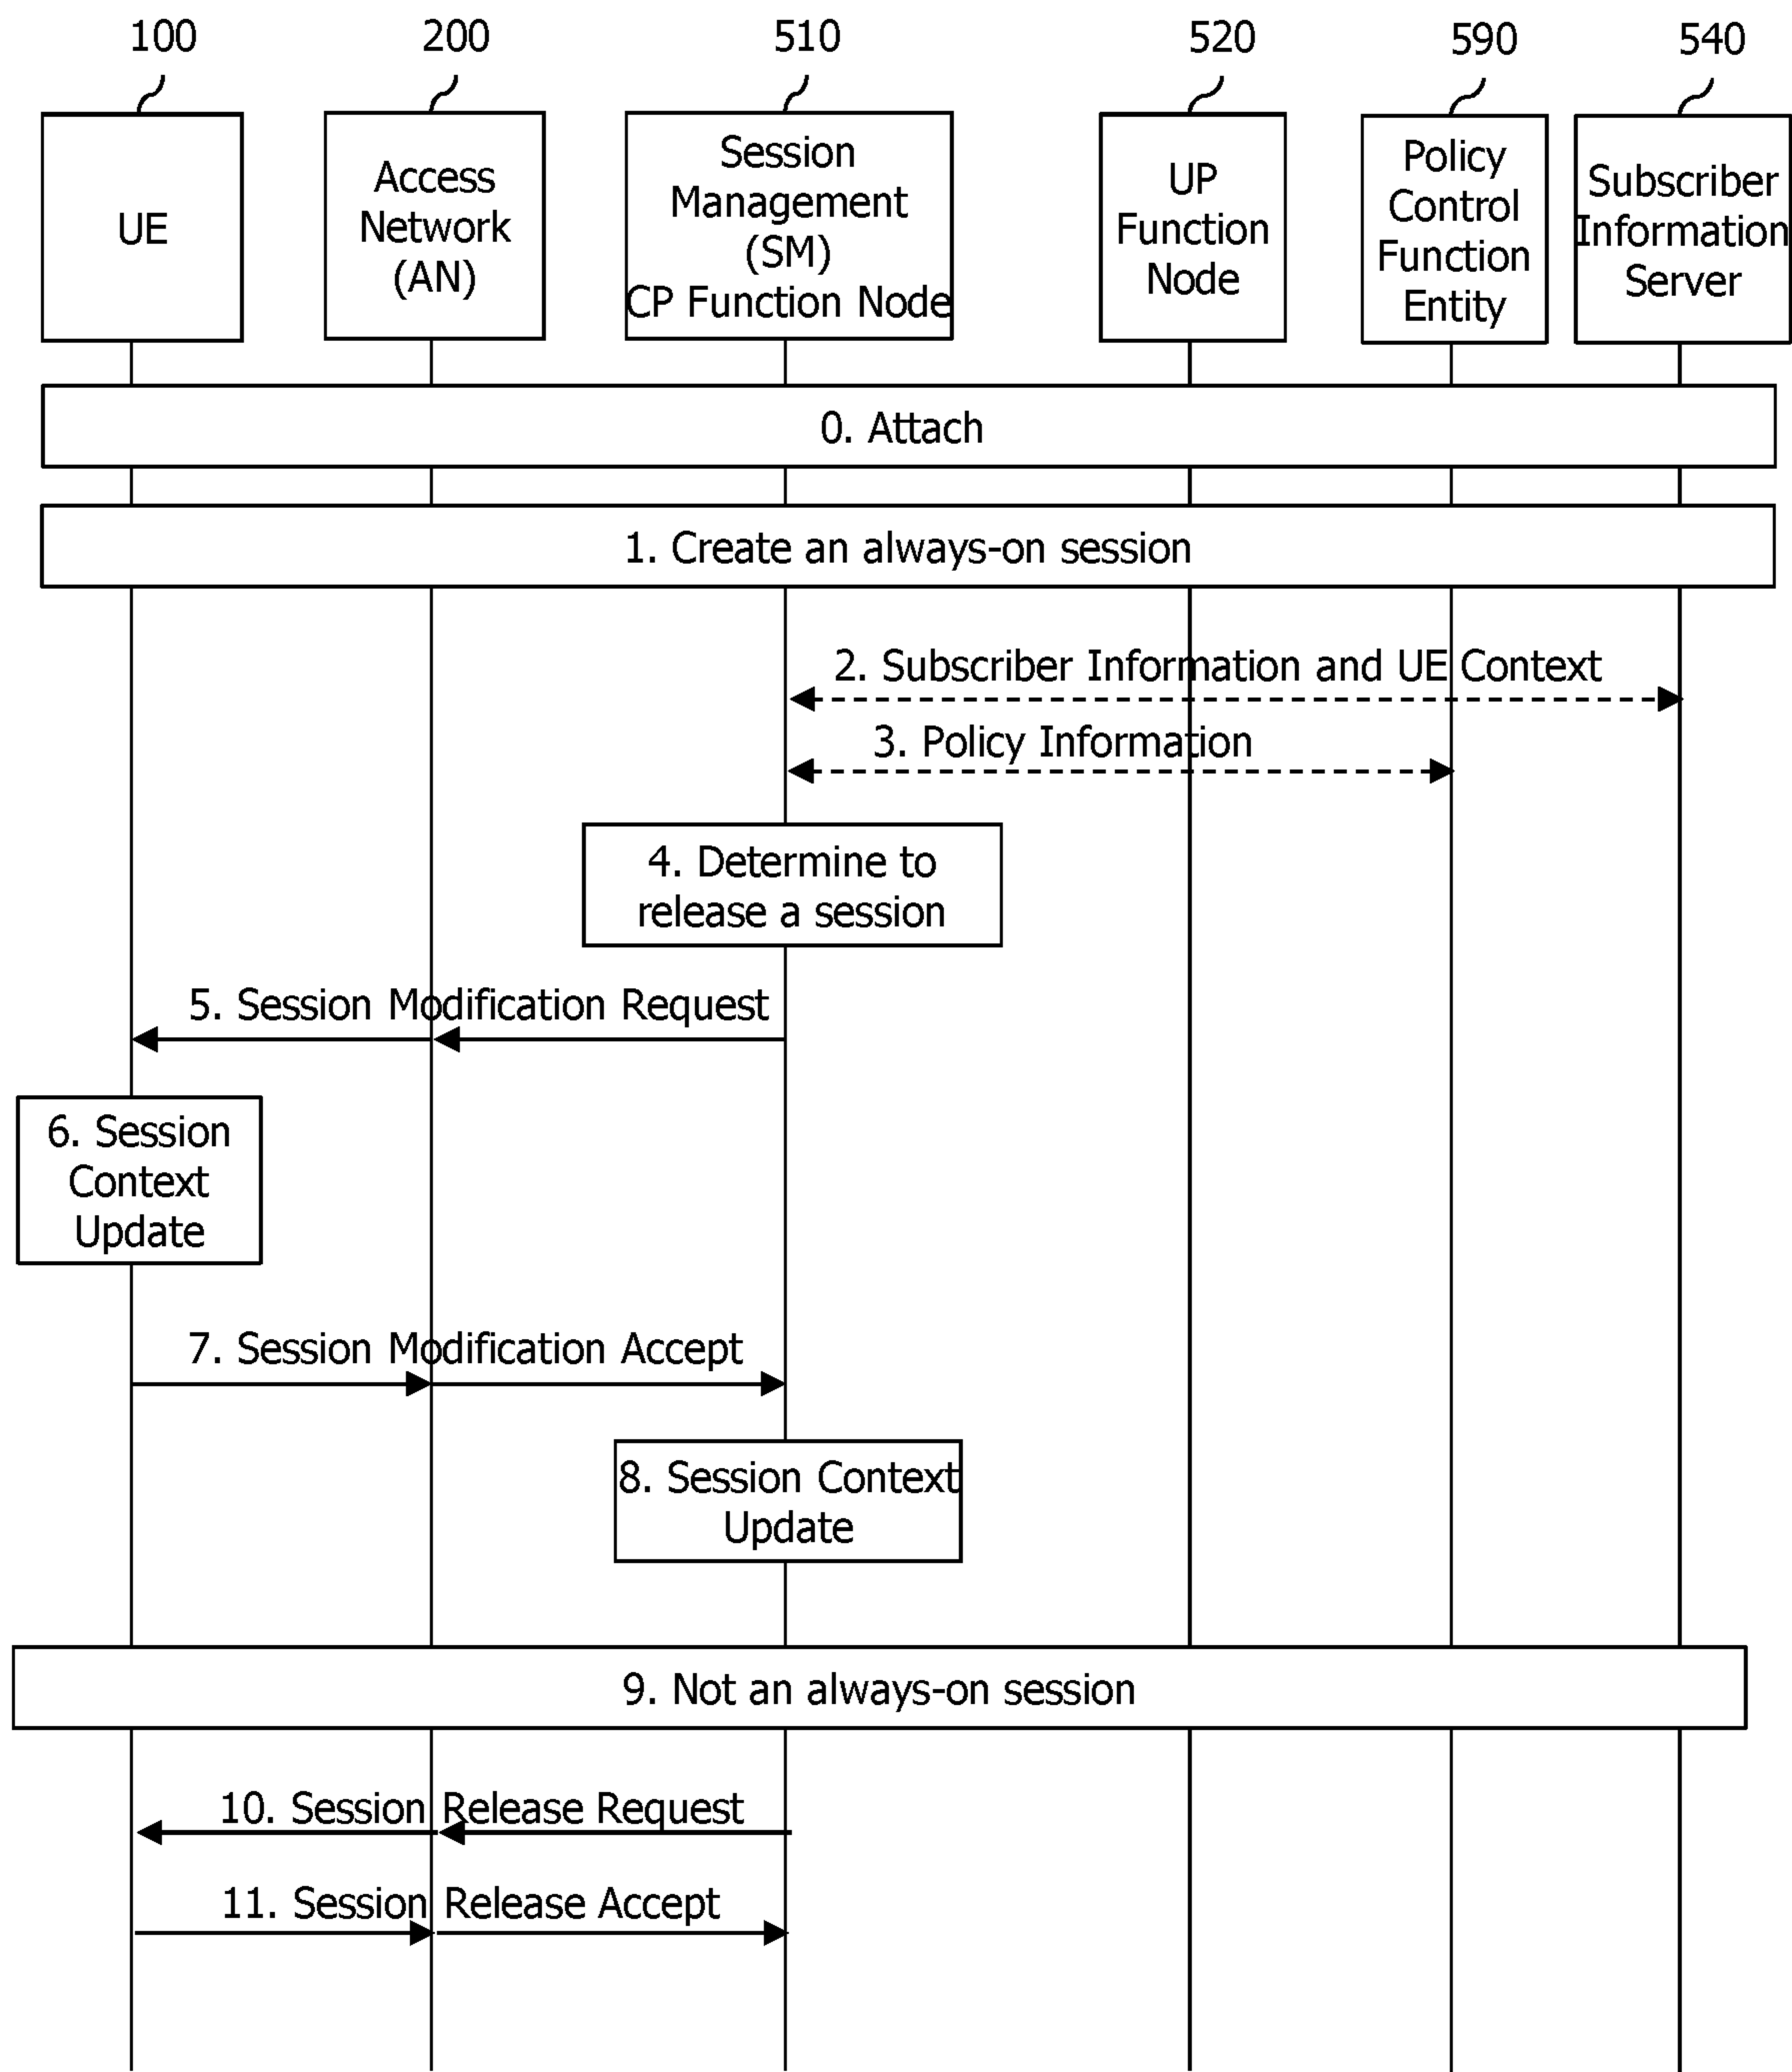 100
200
510
520
590
540
UE
Access
Network
(AN)
Session
Management
(SM)
CP Function Node
UP
Function
Node
Policy
Control
Function
Entity
Subscriber
Information
Server
0. Attach
1. Create an always-on session
2. Subscriber Information and UE Context
3. Policy Information
4. Determine to
release a session
5. Session Modification Request
6. Session
Context
Update
7. Session Modification Accept
8. Session Context
Update
9. Not an always-on session
10. Session Release Request
11. Session Release Accept